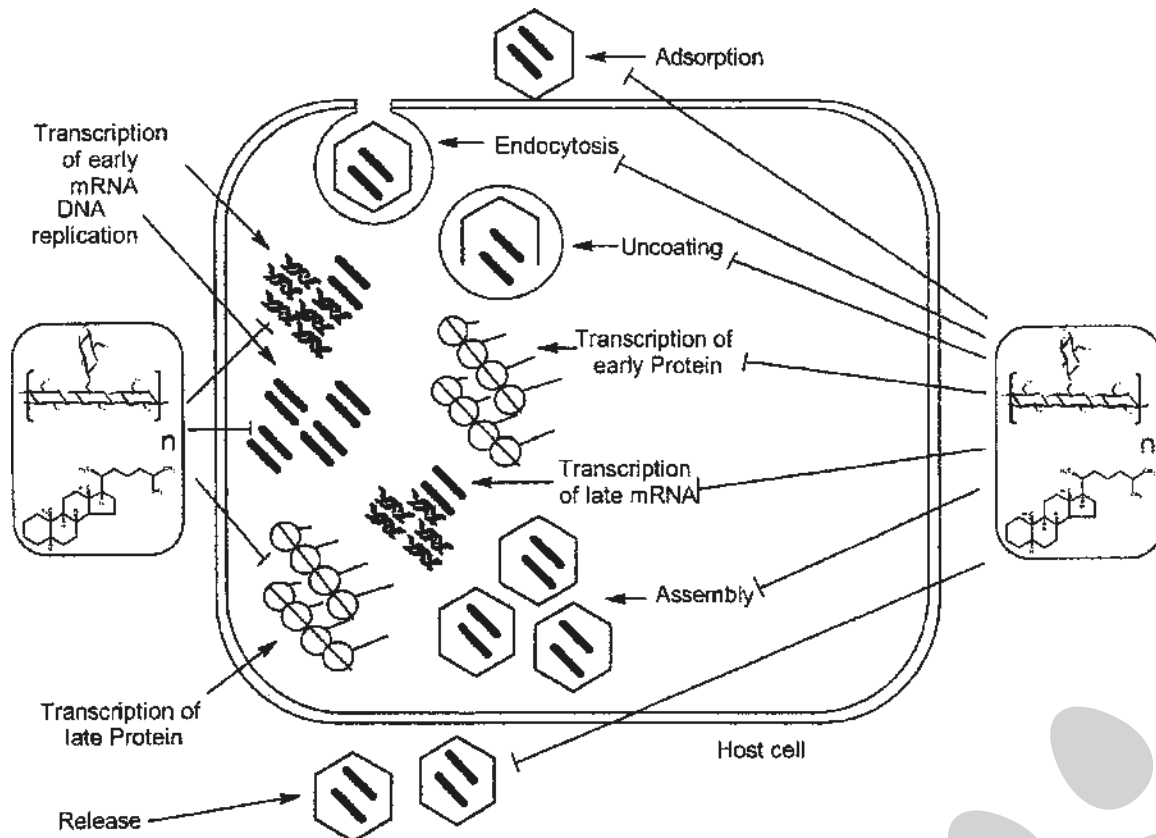 Adsorption
Transcription
of early
mRNA
DNA
replication
Endocytosis
Uncoating
Transcription of
early Protein
n
n
Transcription
of late mRNA
Assembly
Transcription of
late Protein
Host cell
Release